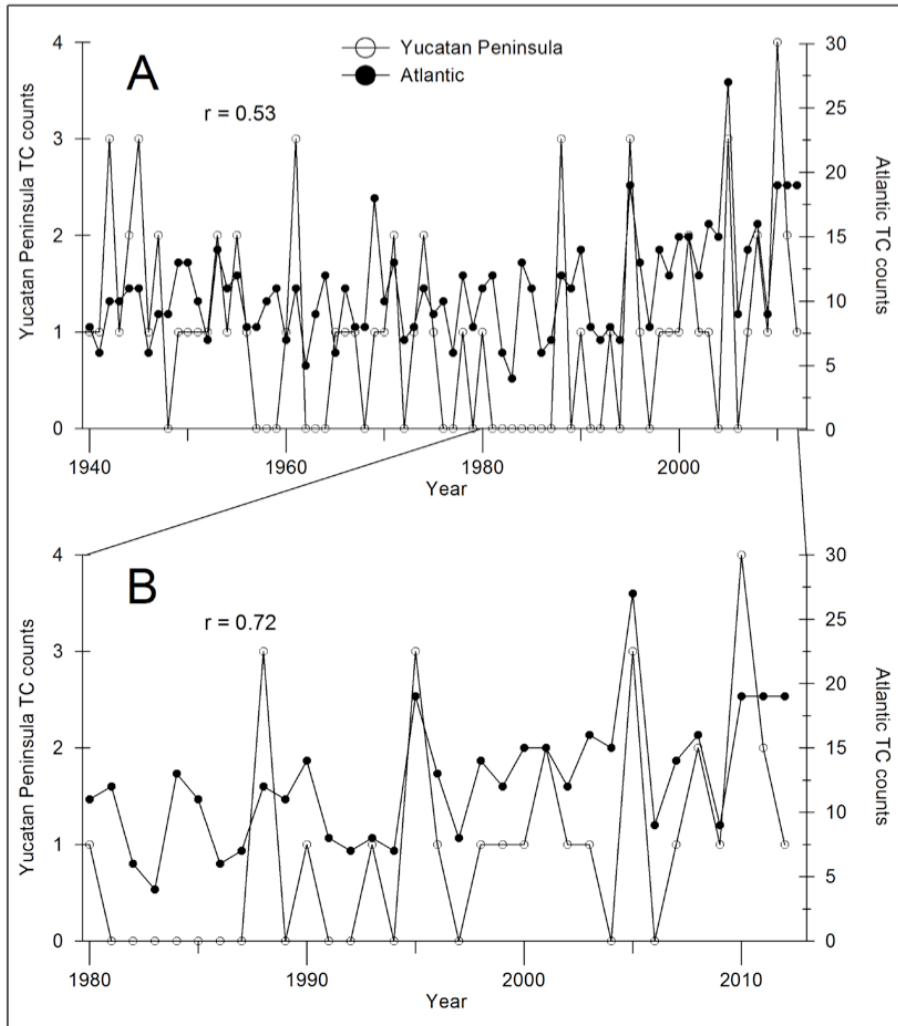 Yucatan Peninsula
Atlantic
A
r = 0.53
4
3
2
1
0
Yucatan Peninsula TC counts
30
25
20
15
10
5
0
Atlantic TC counts
1940
1960
1980
2000
Year
B
r = 0.72
4
3
2
1
0
Yucatan Peninsula TC counts
30
25
20
15
10
5
0
Atlantic TC counts
1980
1990
2000
2010
Year